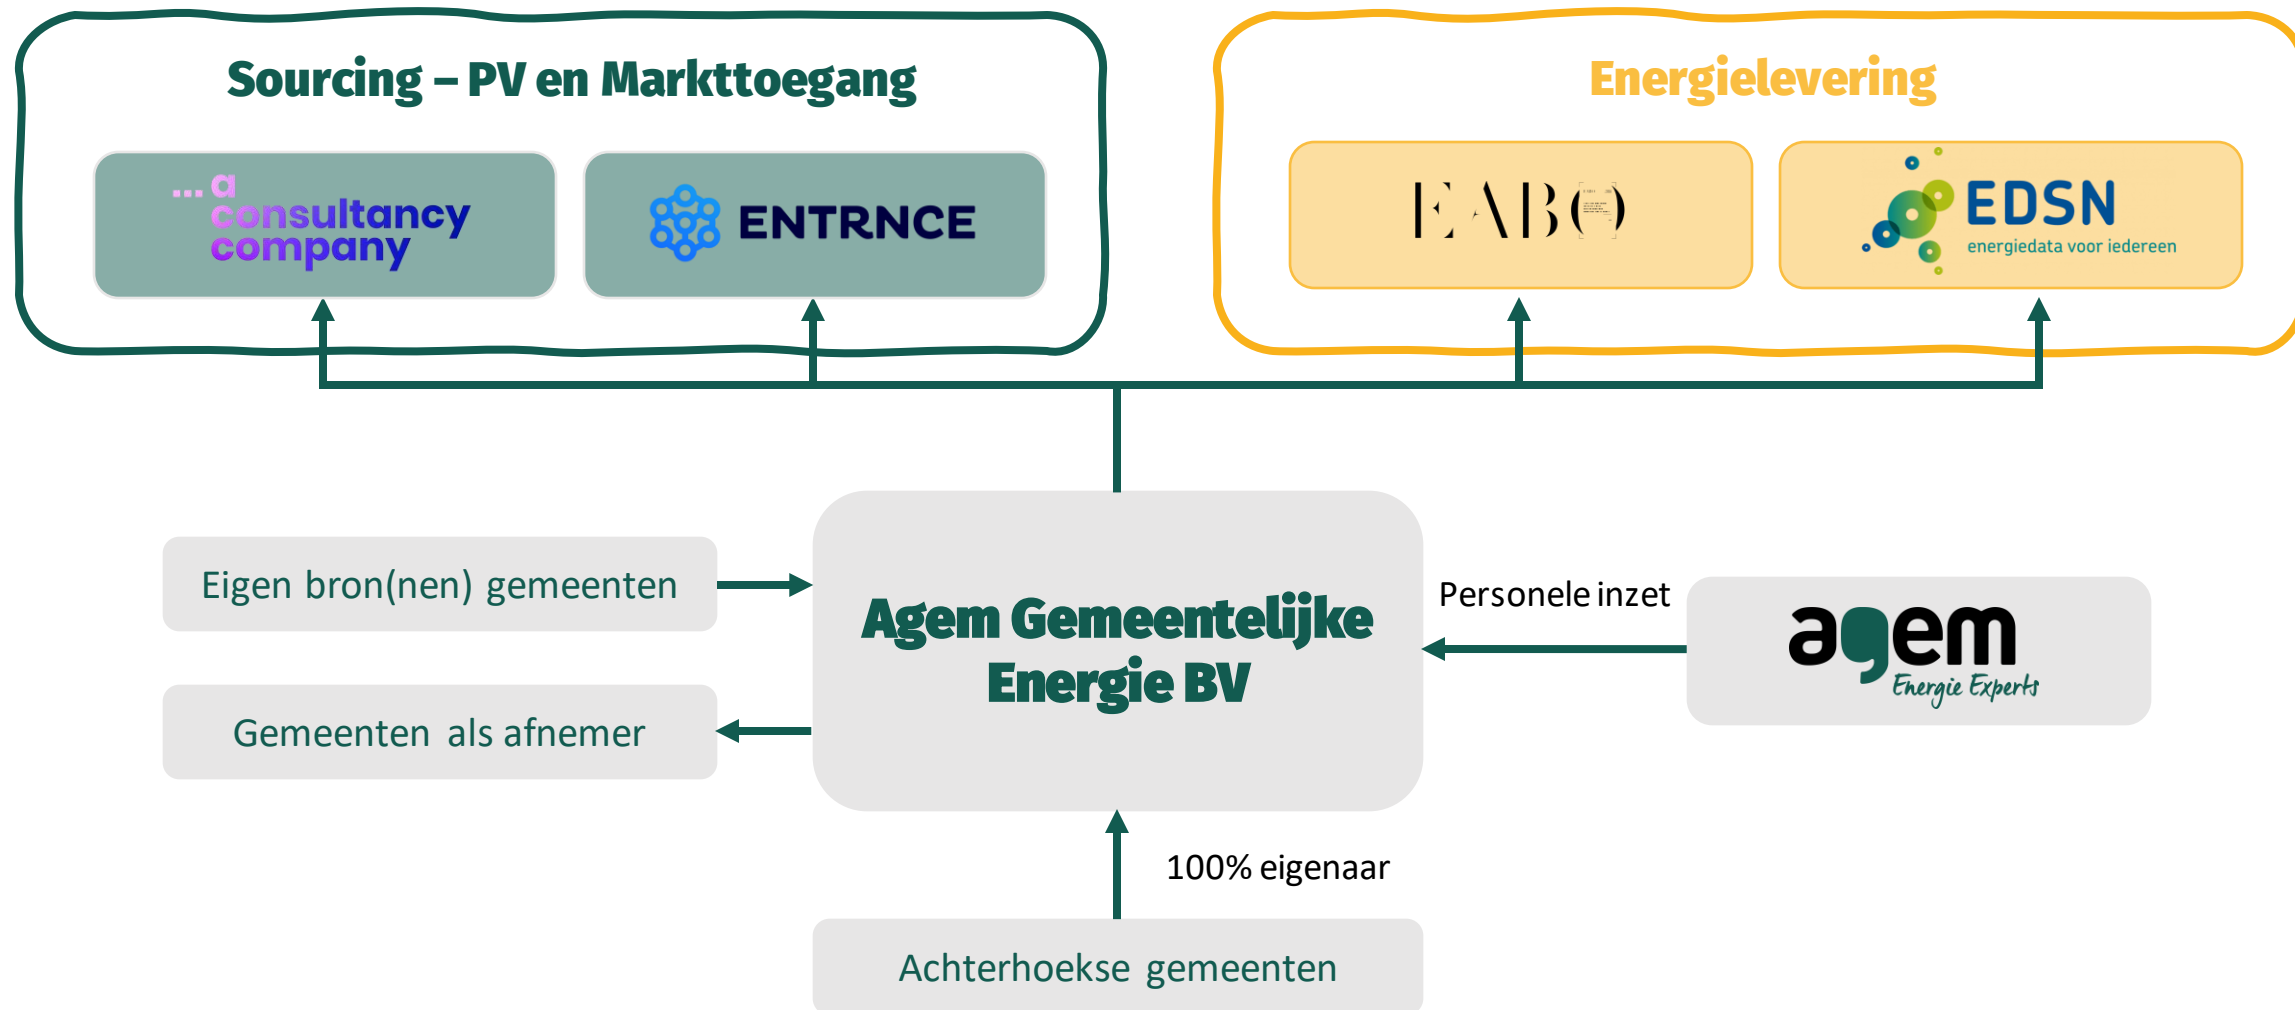 Sourcing – PV en Markttoegang
Energielevering
... a
consultancy
company
ENTRNCE
EABO
EDSN
energiedata voor iedereen
Eigen bron(nen) gemeenten
Gemeenten als afnemer
Agem Gemeentelijke
Energie BV
Personele inzet
agem
Energie Experts
100% eigenaar
Achterhoekse gemeenten